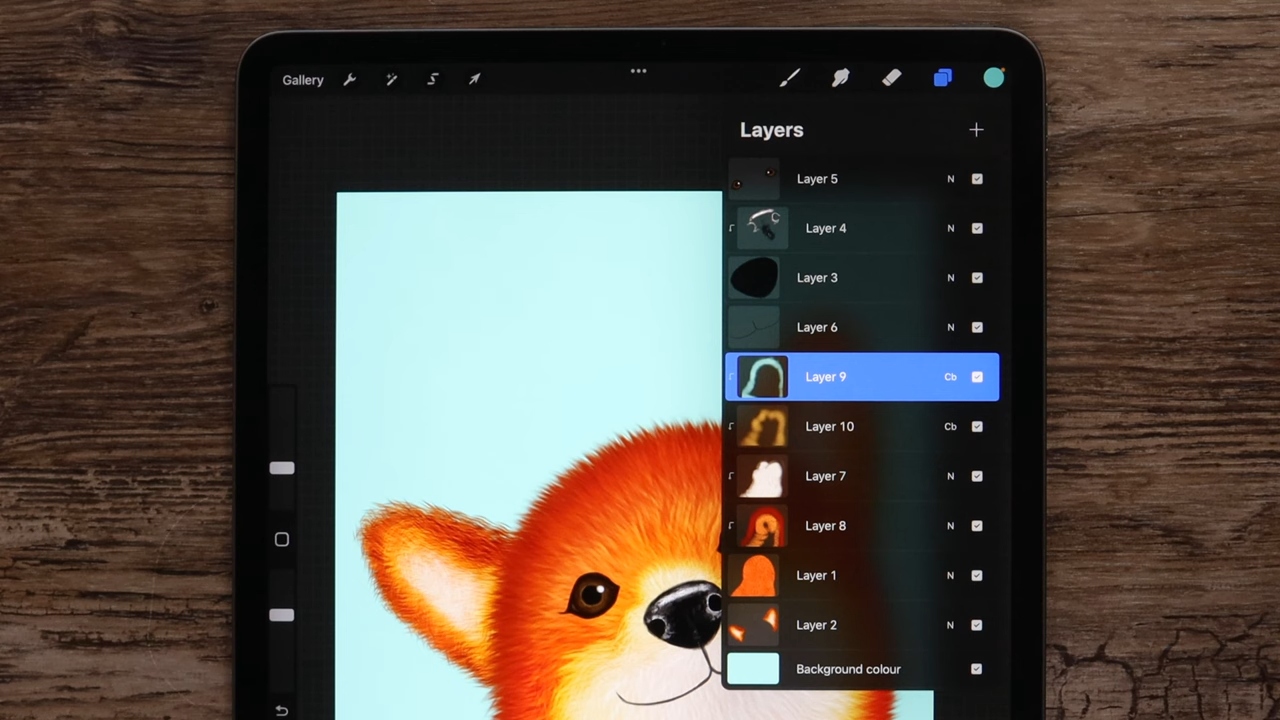 Gallery
Layers
Layer 5 N
Layer 4 N
Layer 3 N
Layer 6 N
Layer 9 Cb
Layer 10 Cb
Layer 7 N
Layer 8 N
Layer 1 N
Layer 2 N
Background colour